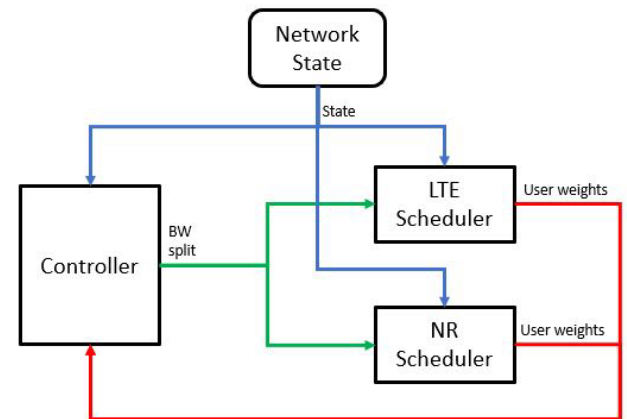 Network
State
State
LTE
Scheduler
User weights
BW
split
Controller
NR
Scheduler
User weights